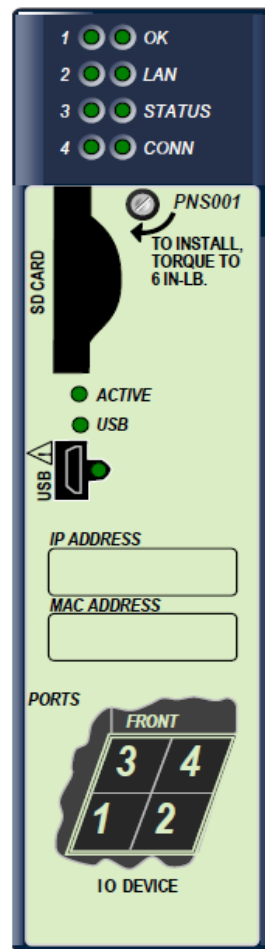 1 OK
2 LAN
3 STATUS
4 CONN
PNS001
TO INSTALL,
TORQUE TO
6 IN-LB.
SD CARD
ACTIVE
USB
USB
IP ADDRESS
MAC ADDRESS
PORTS
FRONT
3 4
1 2
IO DEVICE